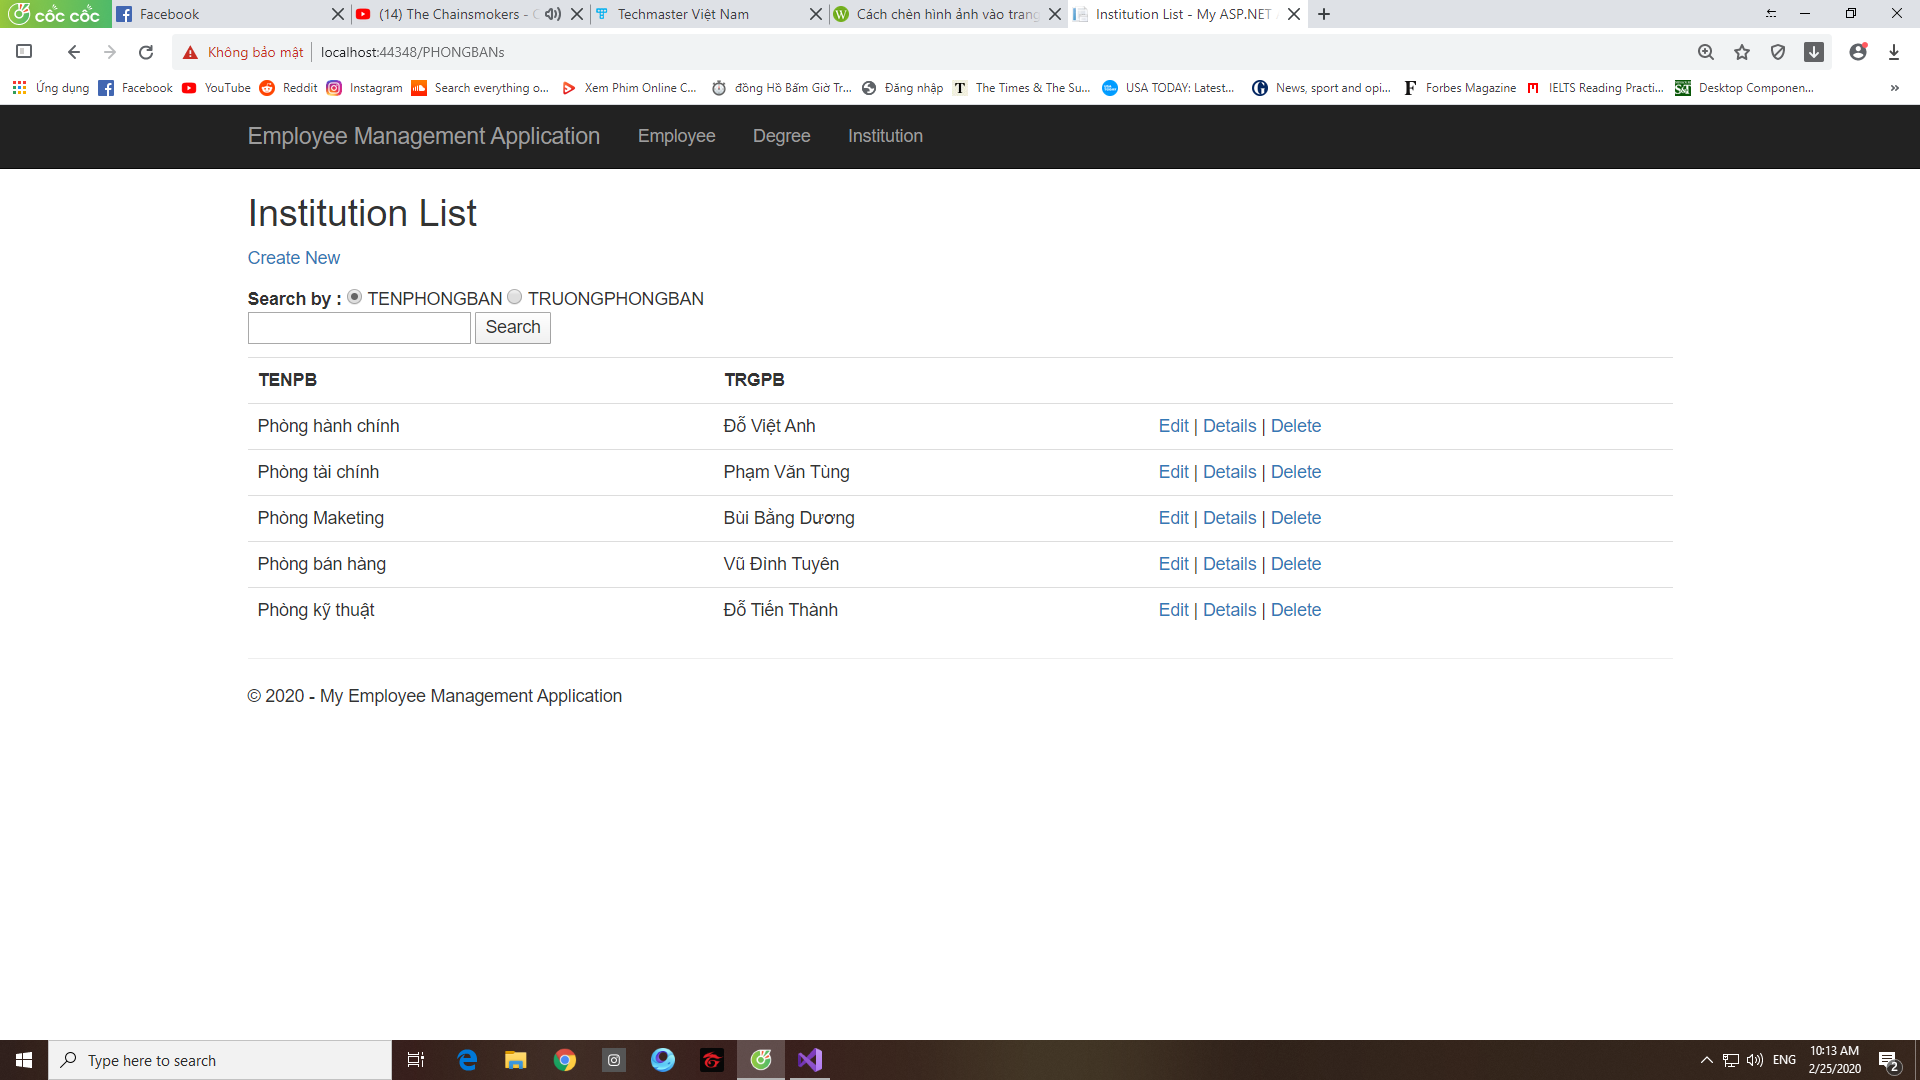 cốc cốc Facebook (14) The Chainsmokers - Techmaster Việt Nam Cách chèn hình ảnh vào trang Institution List - My ASP.NET
Không bảo mật localhost:44348/PHONGBANs
Ứng dụng Facebook YouTube Reddit Instagram Search everything o... Xem Phim Online C... đồng Hồ Bấm Giờ Tr... Đăng nhập The Times & The Su... USA TODAY: Latest... News, sport and opi... Forbes Magazine IELTS Reading Practi... Desktop Componen... »
Employee Management Application Employee Degree Institution
Institution List
Create New
Search by : TENPHONGBAN TRUONGPHONGBAN
Search
TENPB TRGPB
Phòng hành chính Đỗ Việt Anh Edit | Details | Delete
Phòng tài chính Phạm Văn Tùng Edit | Details | Delete
Phòng Maketing Bùi Bằng Dương Edit | Details | Delete
Phòng bán hàng Vũ Đình Tuyên Edit | Details | Delete
Phòng kỹ thuật Đỗ Tiến Thành Edit | Details | Delete
© 2020 - My Employee Management Application
Type here to search ENG 10:13 AM
2/25/2020 2